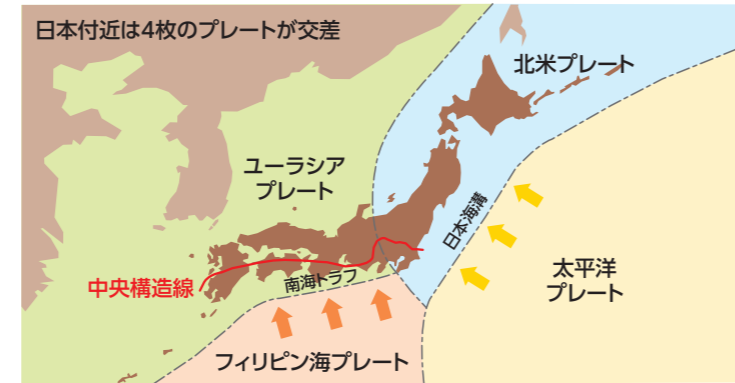 日本付近は4枚のプレートが交差
北米プレート
ユーラシア
プレート
日本海溝
中央構造線
南海トラフ
太平洋
プレート
フィリピン海プレート